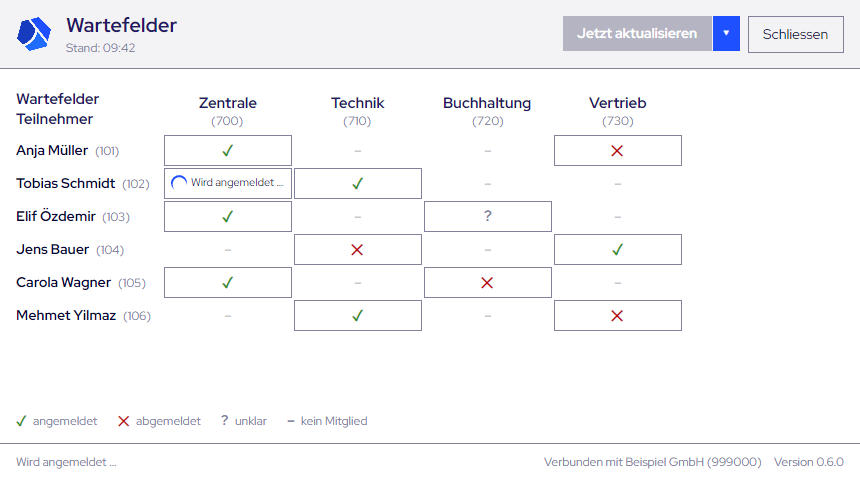 Wartefelder
Stand: 09:42
Jetzt aktualisieren ▼ Schliessen
Wartefelder Teilnehmer
Zentrale (700) Technik (710) Buchhaltung (720) Vertrieb (730)
Anja Müller (101) ✓ – – ✕
Tobias Schmidt (102) Wird angemeldet ... ✓ – –
Elif Özdemir (103) ✓ – ? –
Jens Bauer (104) – ✕ – ✓
Carola Wagner (105) ✓ – ✕ –
Mehmet Yilmaz (106) – ✓ – ✕
✓ angemeldet ✕ abgemeldet ? unklar – kein Mitglied
Wird angemeldet ... Verbunden mit Beispiel GmbH (999000) Version 0.6.0